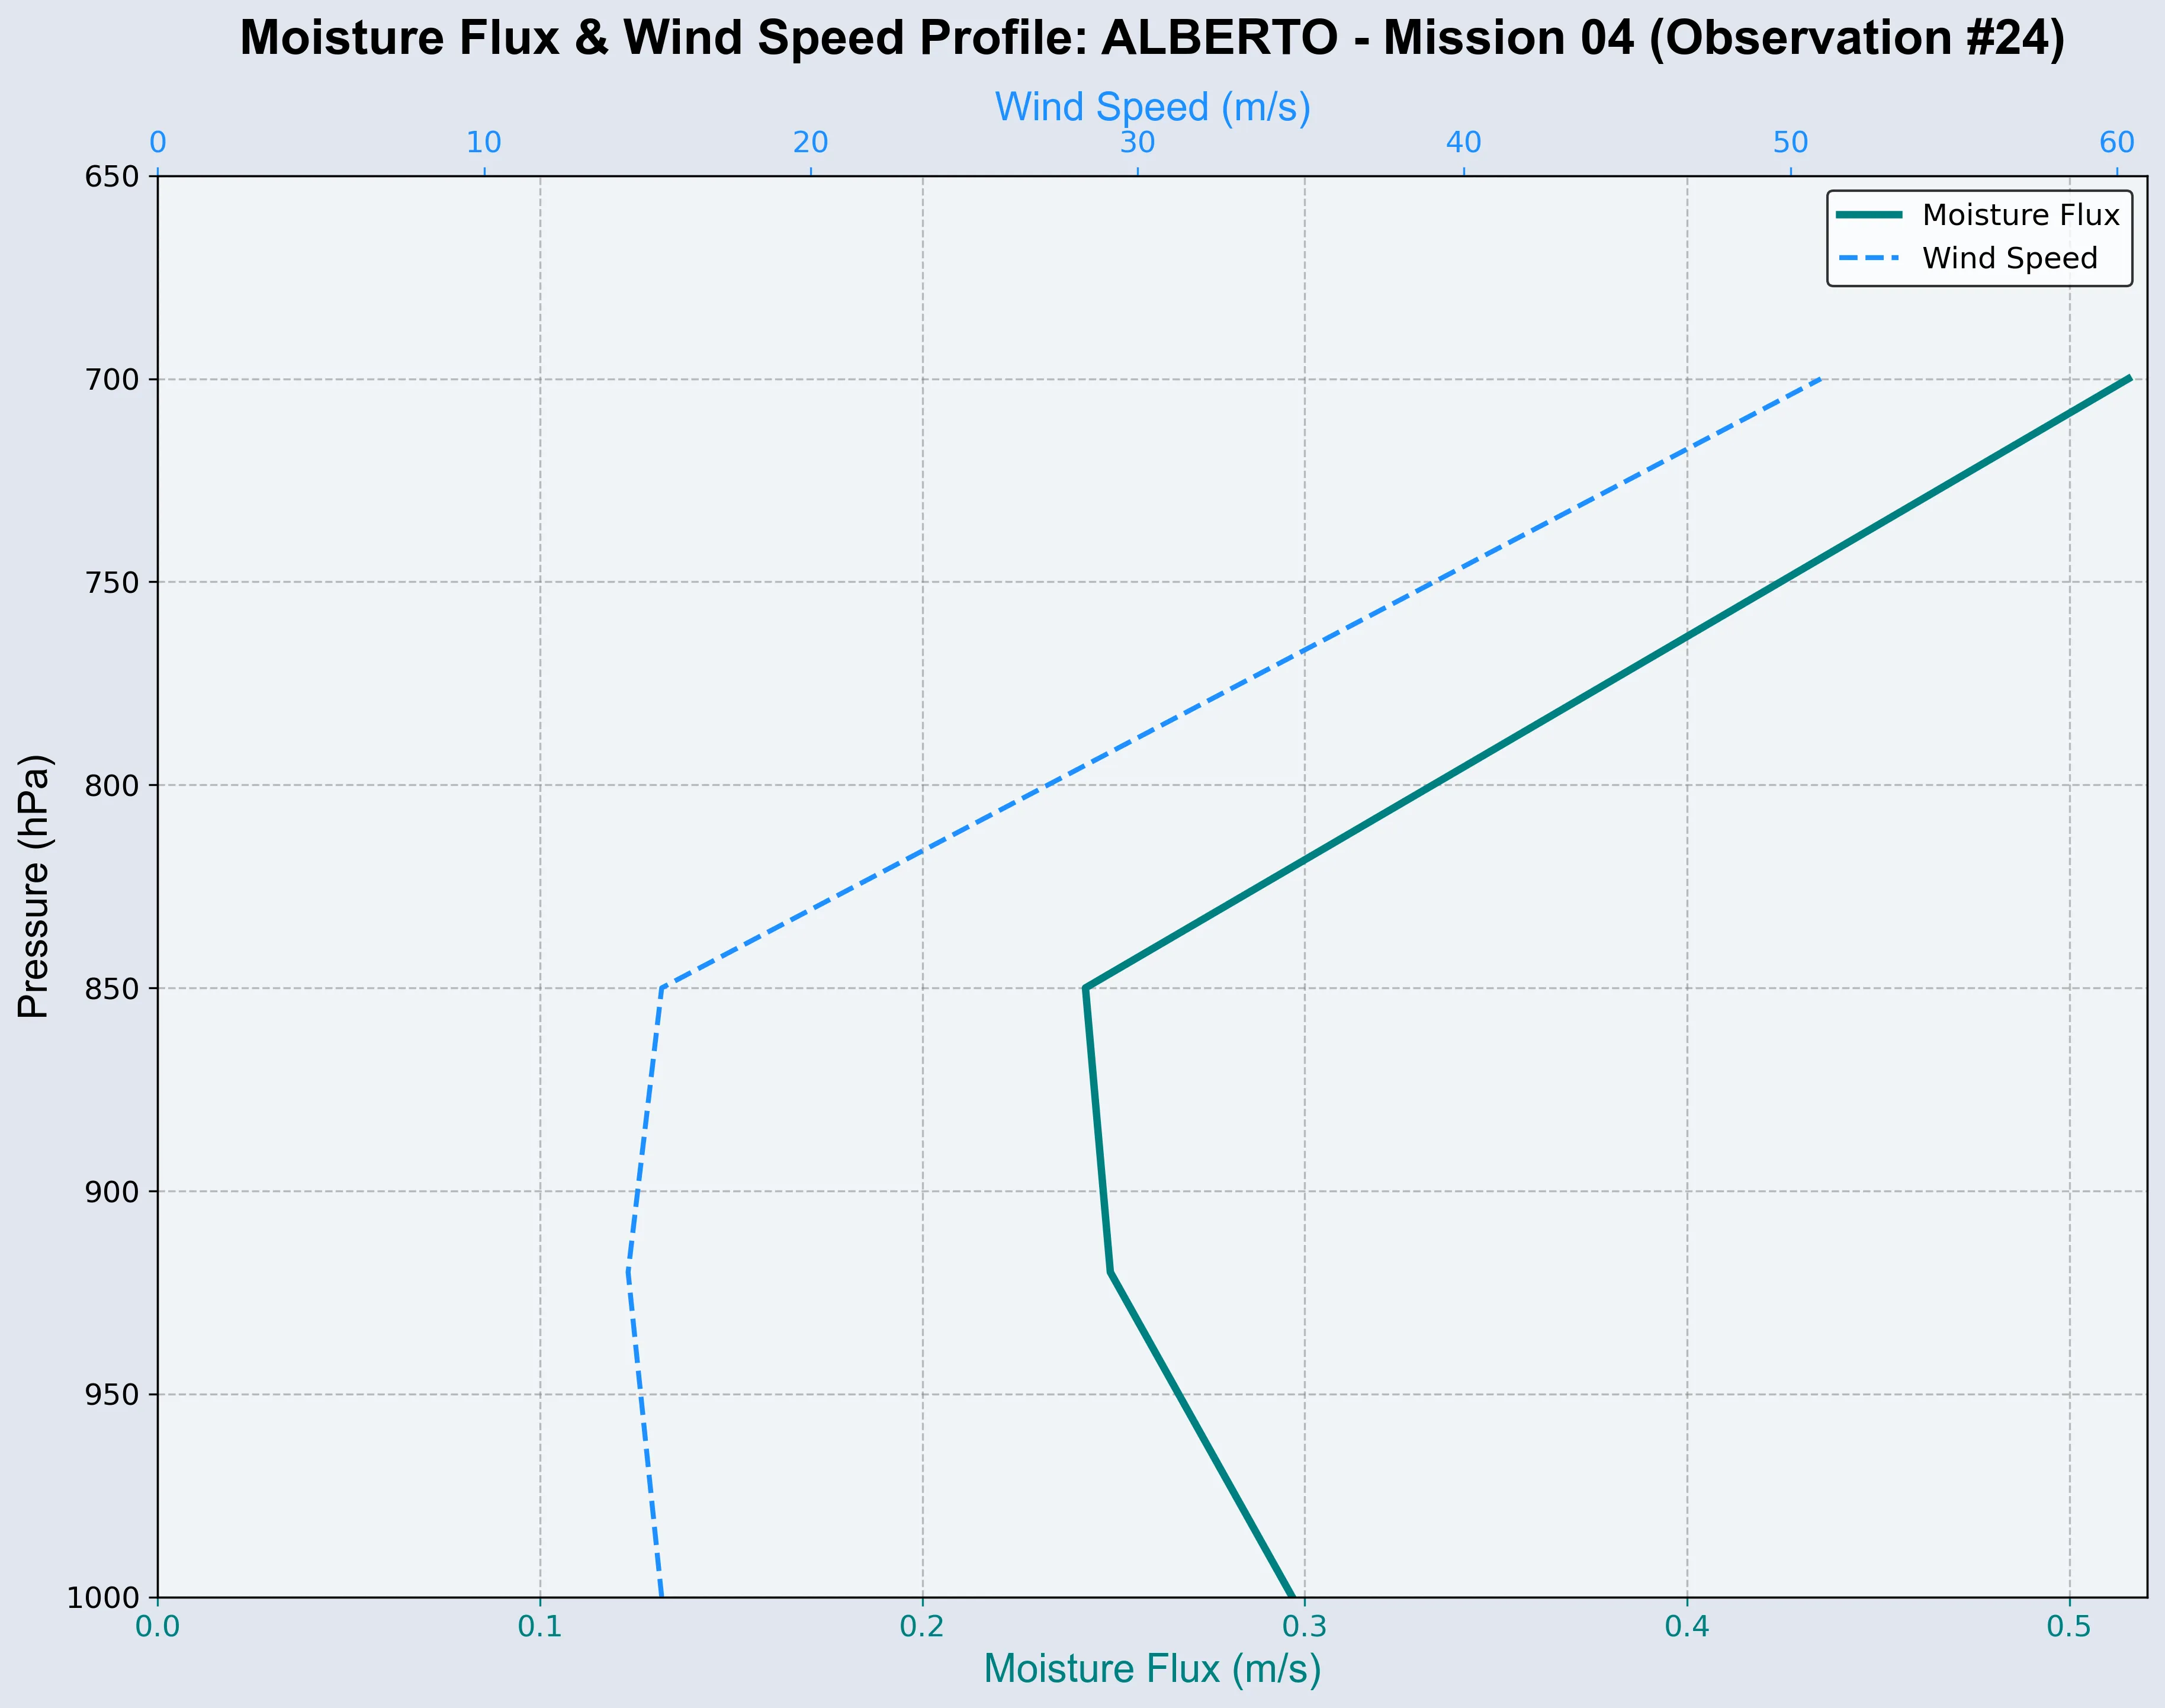 Moisture Flux & Wind Speed Profile: ALBERTO - Mission 04 (Observation #24)
Wind Speed (m/s)
0 10 20 30 40 50 60
Moisture Flux
Wind Speed
Pressure (hPa)
650
700
750
800
850
900
950
1000
0.0 0.1 0.2 0.3 0.4 0.5
Moisture Flux (m/s)